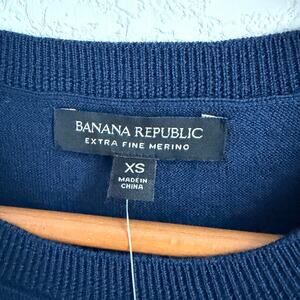 BANANA REPUBLIC
EXTRA FINE MERINO
XS
MADE IN
CHINA